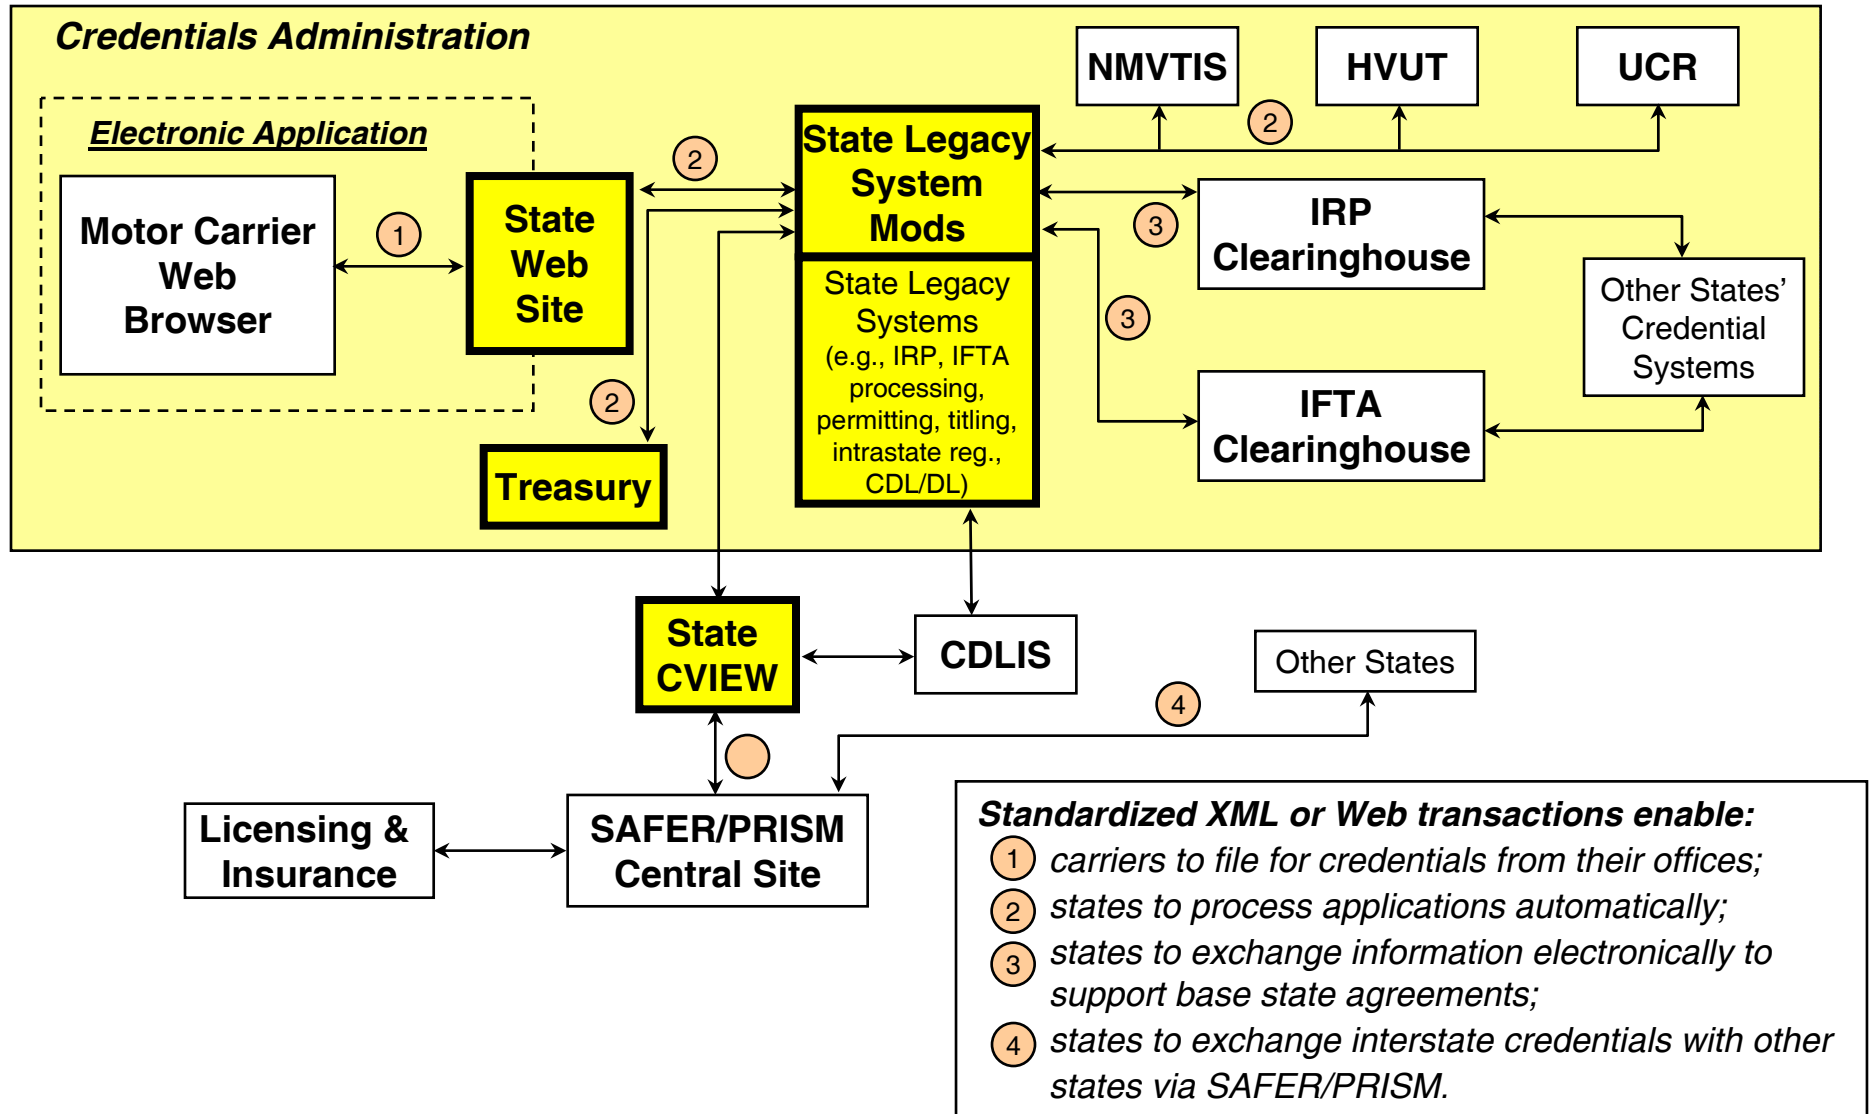 Credentials Administration
Electronic Application
Motor Carrier
Web
Browser
1
State
Web
Site
2
2
Treasury
State Legacy
System
Mods
State Legacy
Systems
(e.g., IRP, IFTA
processing,
permitting, titling,
intrastate reg.,
CDL/DL)
NMVTIS
HVUT
UCR
2
3
IRP
Clearinghouse
3
IFTA
Clearinghouse
Other States’
Credential
Systems
State
CVIEW
CDLIS
Other States
4
Licensing &
Insurance
SAFER/PRISM
Central Site
Standardized XML or Web transactions enable:
1 carriers to file for credentials from their offices;
2 states to process applications automatically;
3 states to exchange information electronically to
support base state agreements;
4 states to exchange interstate credentials with other
states via SAFER/PRISM.